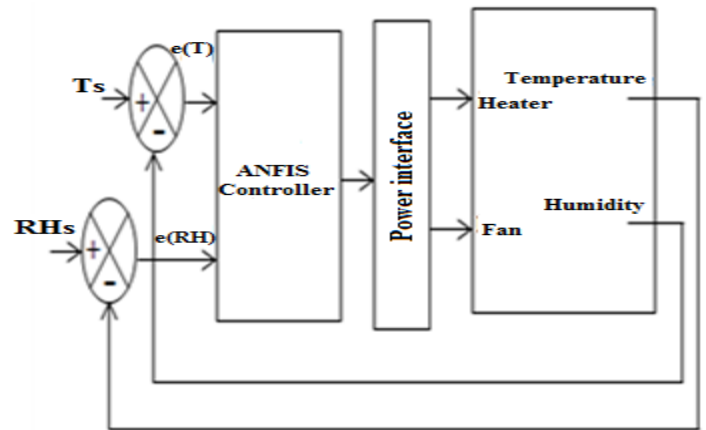 e(T)
Ts
+
-
Temperature
Heater
ANFIS
Controller
Power interface
Humidity
RHs
+
-
e(RH)
Fan